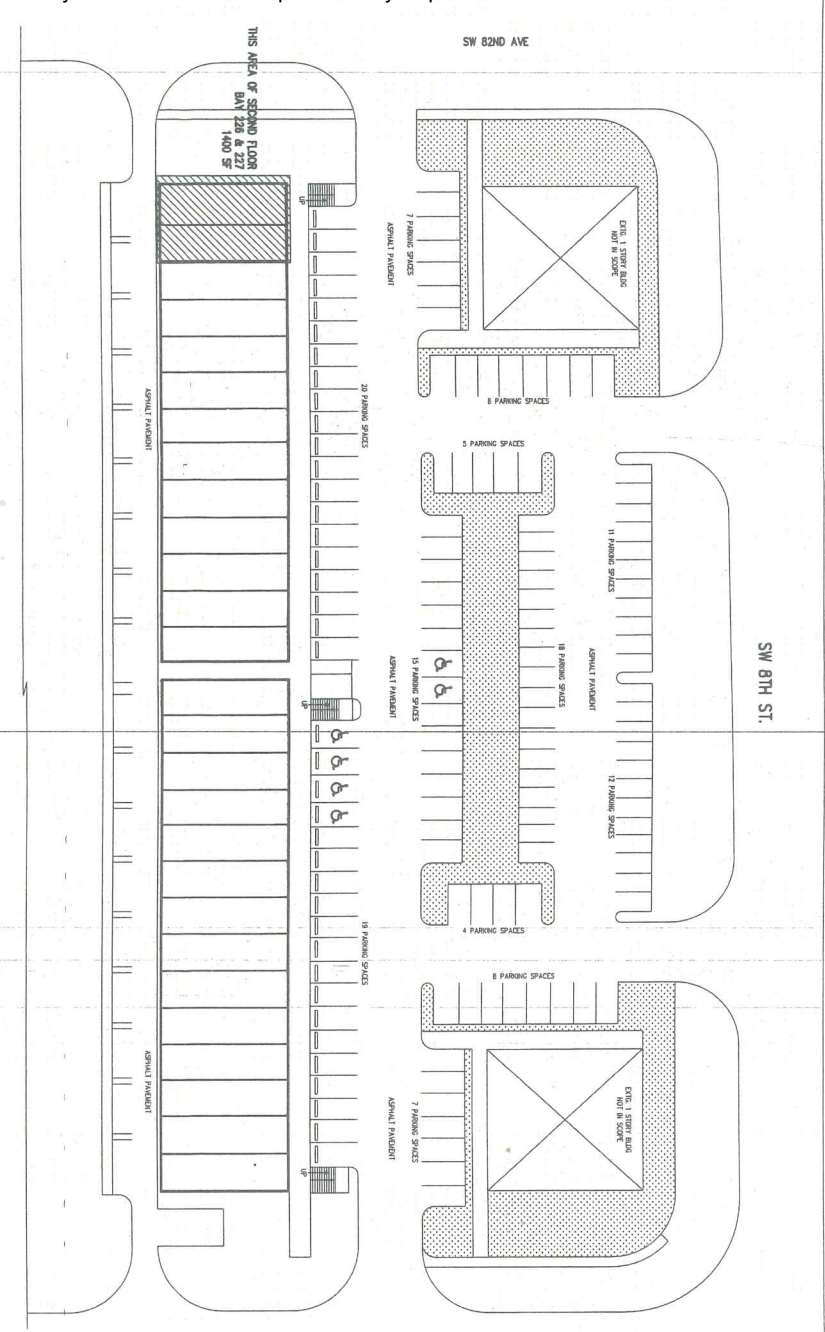 SW 82ND AVE
THIS AREA OF SECOND FLOOR
BAY 226 & 227
1400 SF
UP
7 PARKING SPACES
ASPHALT PAVEMENT
EXTG. 1 STORY BLDG
NOT IN SCOPE
8 PARKING SPACES
20 PARKING SPACES
ASPHALT PAVEMENT
5 PARKING SPACES
11 PARKING SPACES
SW 8TH ST.
ASPHALT PAVEMENT
15 PARKING SPACES
18 PARKING SPACES
ASPHALT PAVEMENT
UP
12 PARKING SPACES
19 PARKING SPACES
4 PARKING SPACES
8 PARKING SPACES
ASPHALT PAVEMENT
ASPHALT PAVEMENT
7 PARKING SPACES
EXTG. 1 STORY BLDG
NOT IN SCOPE
UP